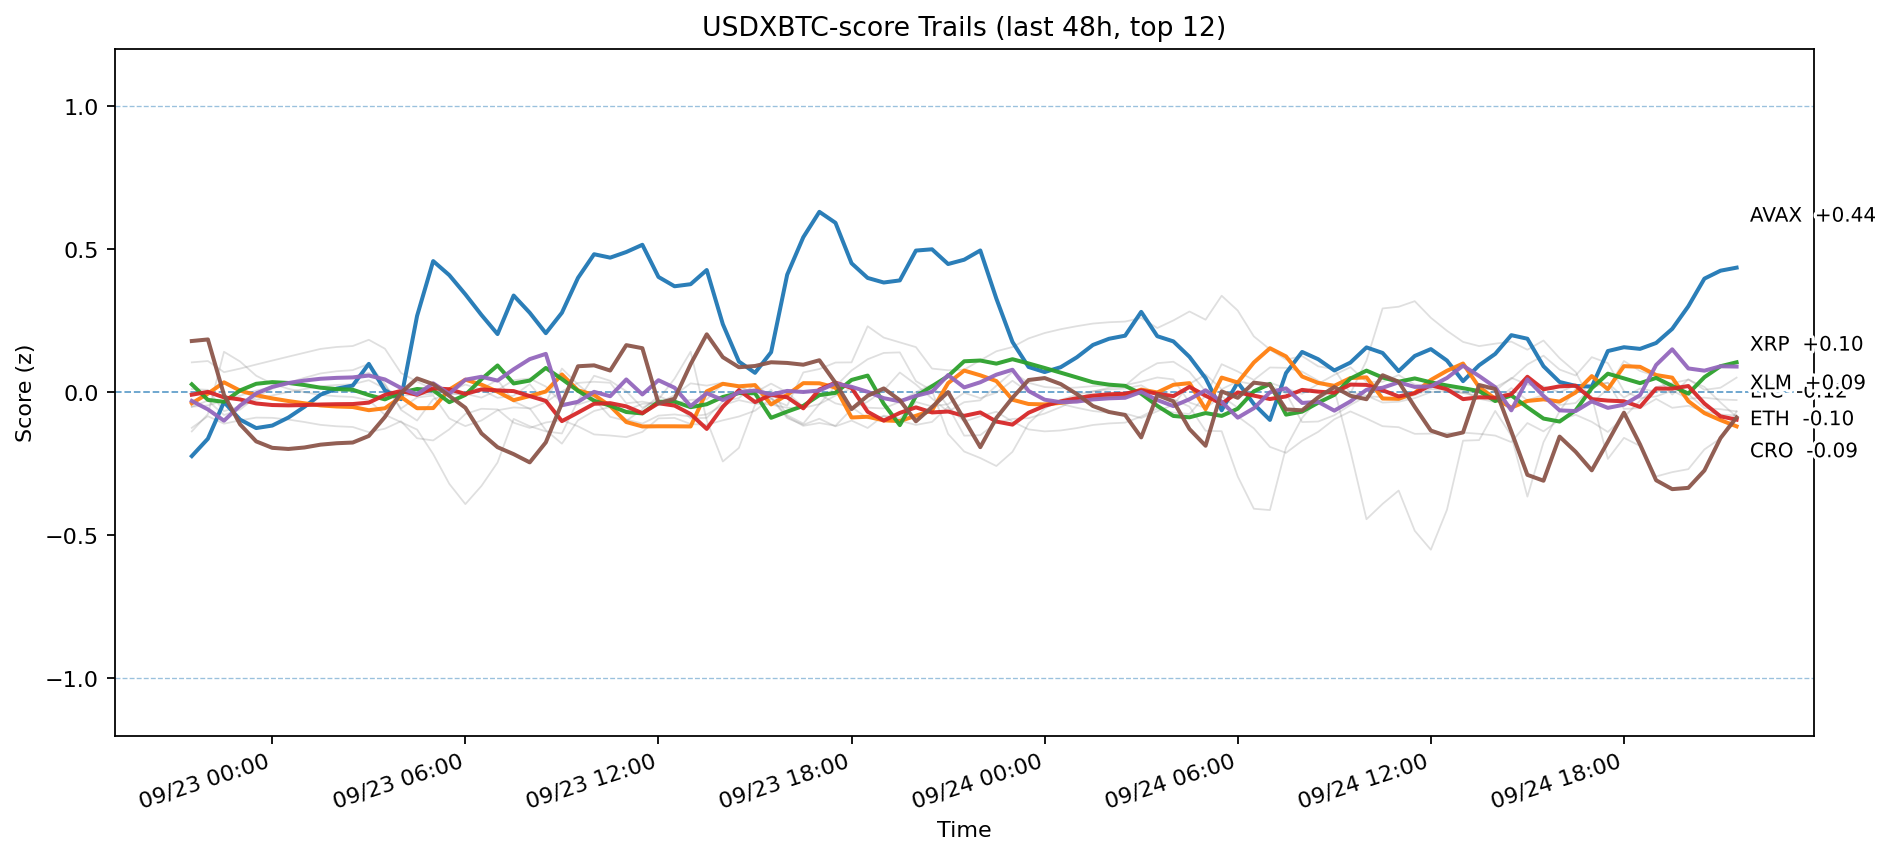 USDXBTC-score Trails (last 48h, top 12)
Score (z)
1.0
0.5
0.0
−0.5
−1.0
AVAX +0.44
XRP +0.10
XLM +0.09
LTC -0.12
ETH -0.10
CRO -0.09
09/23 00:00
09/23 06:00
09/23 12:00
09/23 18:00
09/24 00:00
09/24 06:00
09/24 12:00
09/24 18:00
Time